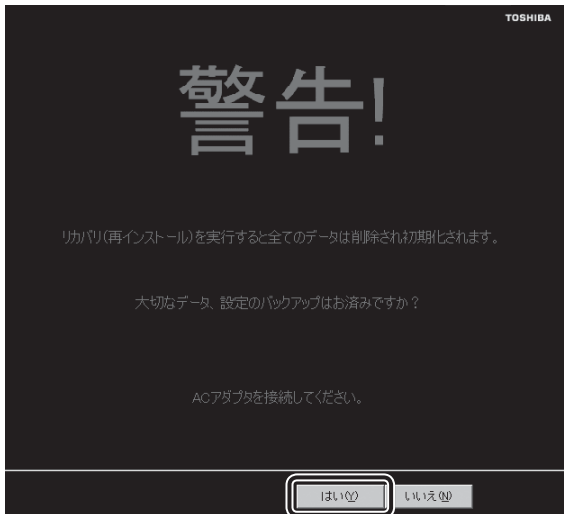 TOSHIBA
警告!
リカバリ(再インストール)を実行すると全てのデータは削除され初期化されます。
大切なデータ、設定のバックアップはお済みですか？
ACアダプタを接続してください。
はい(Y) いいえ(N)